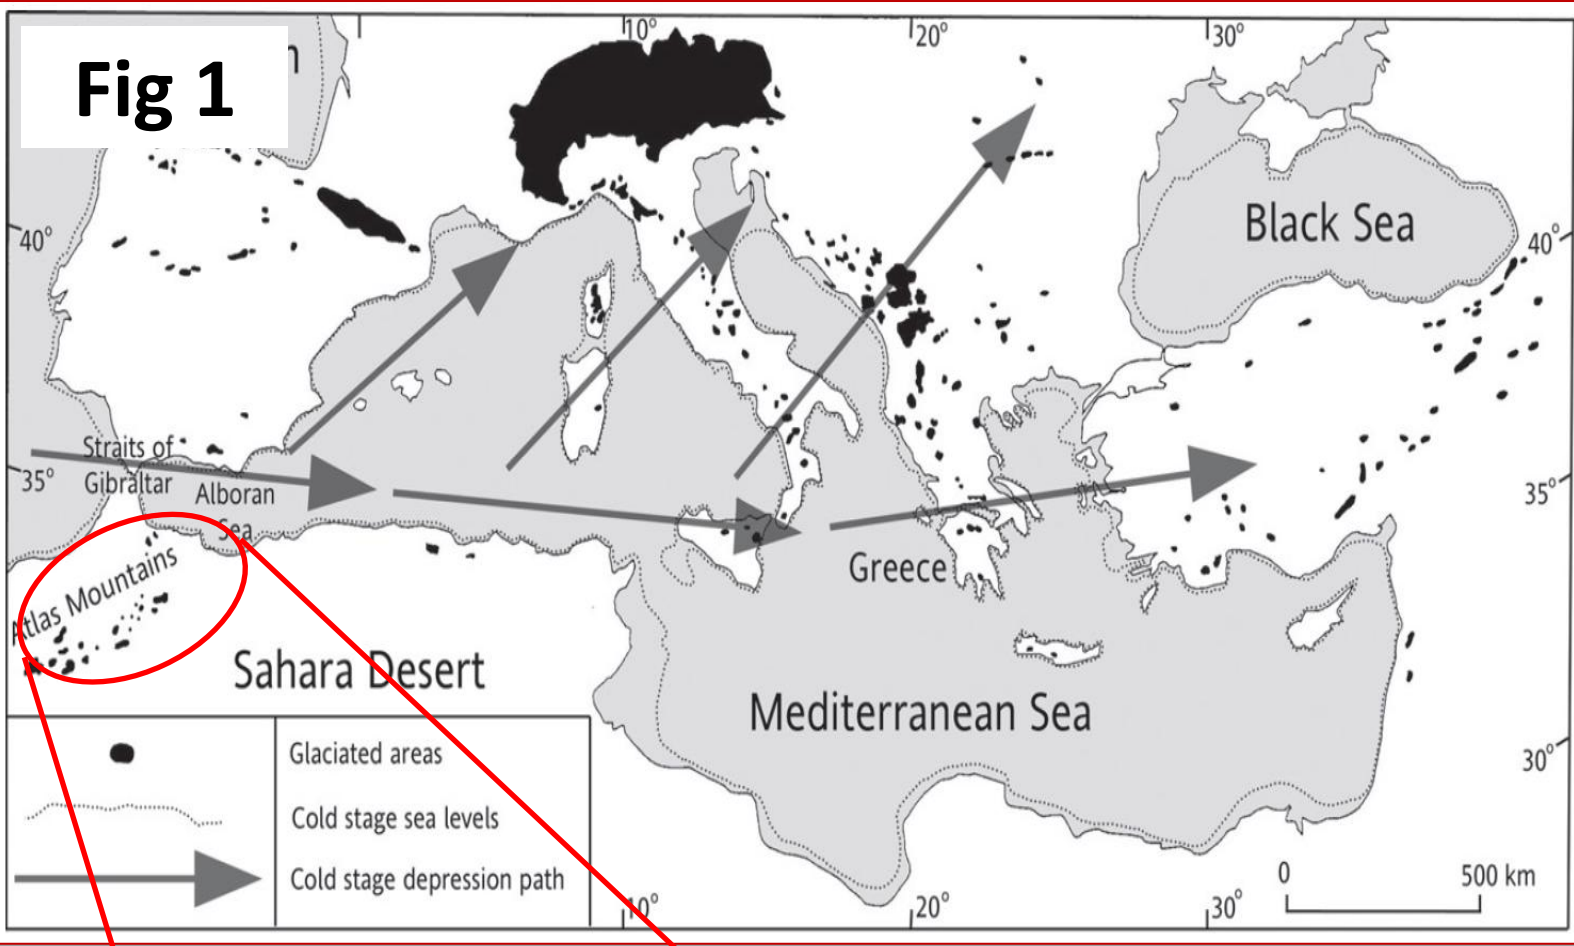 Fig 1
n
10°
20°
30°
40°
Black Sea
40°
Straits of
Gibraltar
35°
Alboran
Sea
35°
Atlas Mountains
Greece
Sahara Desert
Mediterranean Sea
30°
Glaciated areas
Cold stage sea levels
Cold stage depression path
0
500 km
10°
20°
30°